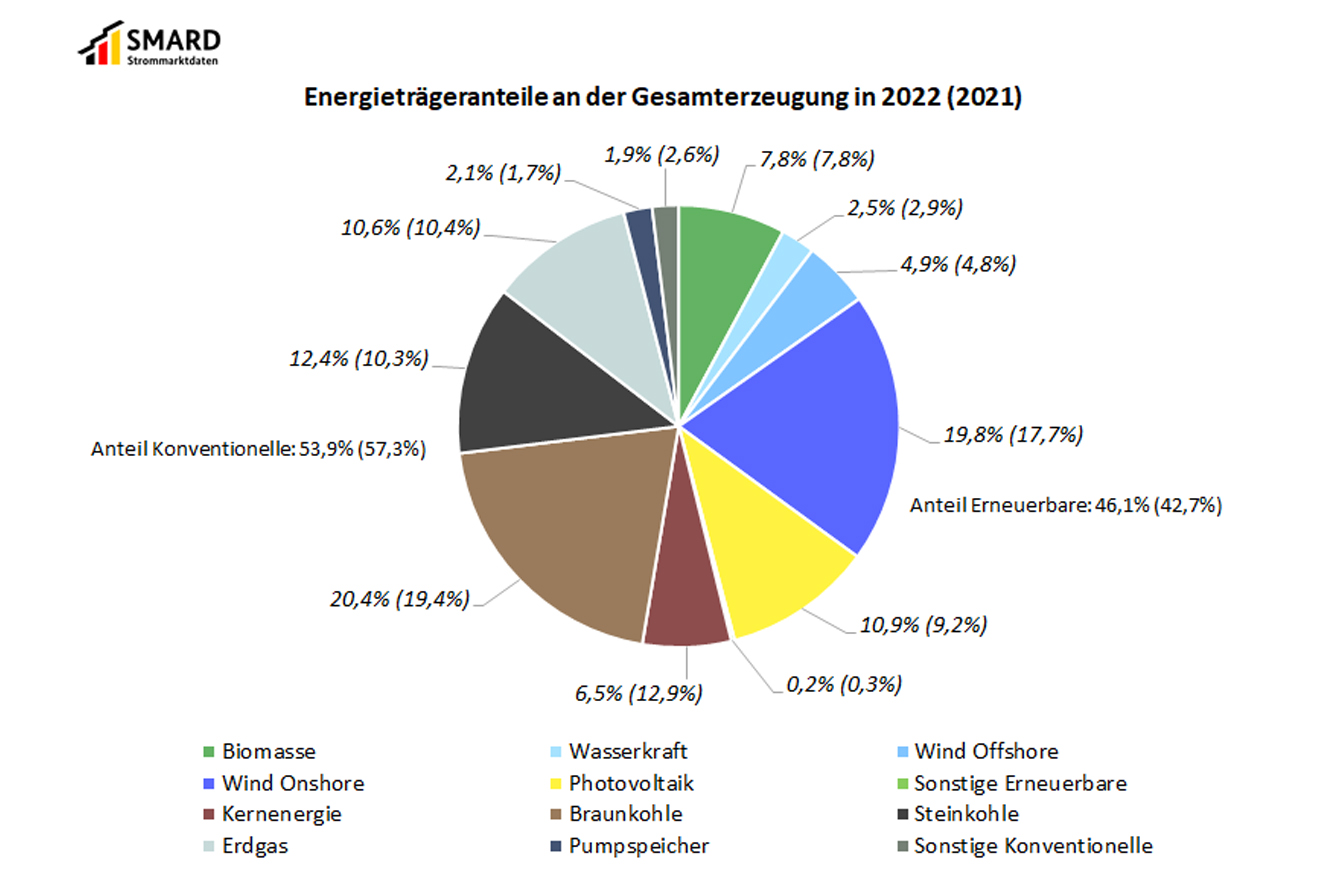 SMARD
Strommarktdaten
Energieträgeranteile an der Gesamterzeugung in 2022 (2021)
1,9% (2,6%)
7,8% (7,8%)
2,1% (1,7%)
2,5% (2,9%)
10,6% (10,4%)
4,9% (4,8%)
12,4% (10,3%)
19,8% (17,7%)
Anteil Konventionelle: 53,9% (57,3%)
Anteil Erneuerbare: 46,1% (42,7%)
20,4% (19,4%)
10,9% (9,2%)
0,2% (0,3%)
6,5% (12,9%)
Biomasse Wasserkraft Wind Offshore
Wind Onshore Photovoltaik Sonstige Erneuerbare
Kernenergie Braunkohle Steinkohle
Erdgas Pumpspeicher Sonstige Konventionelle